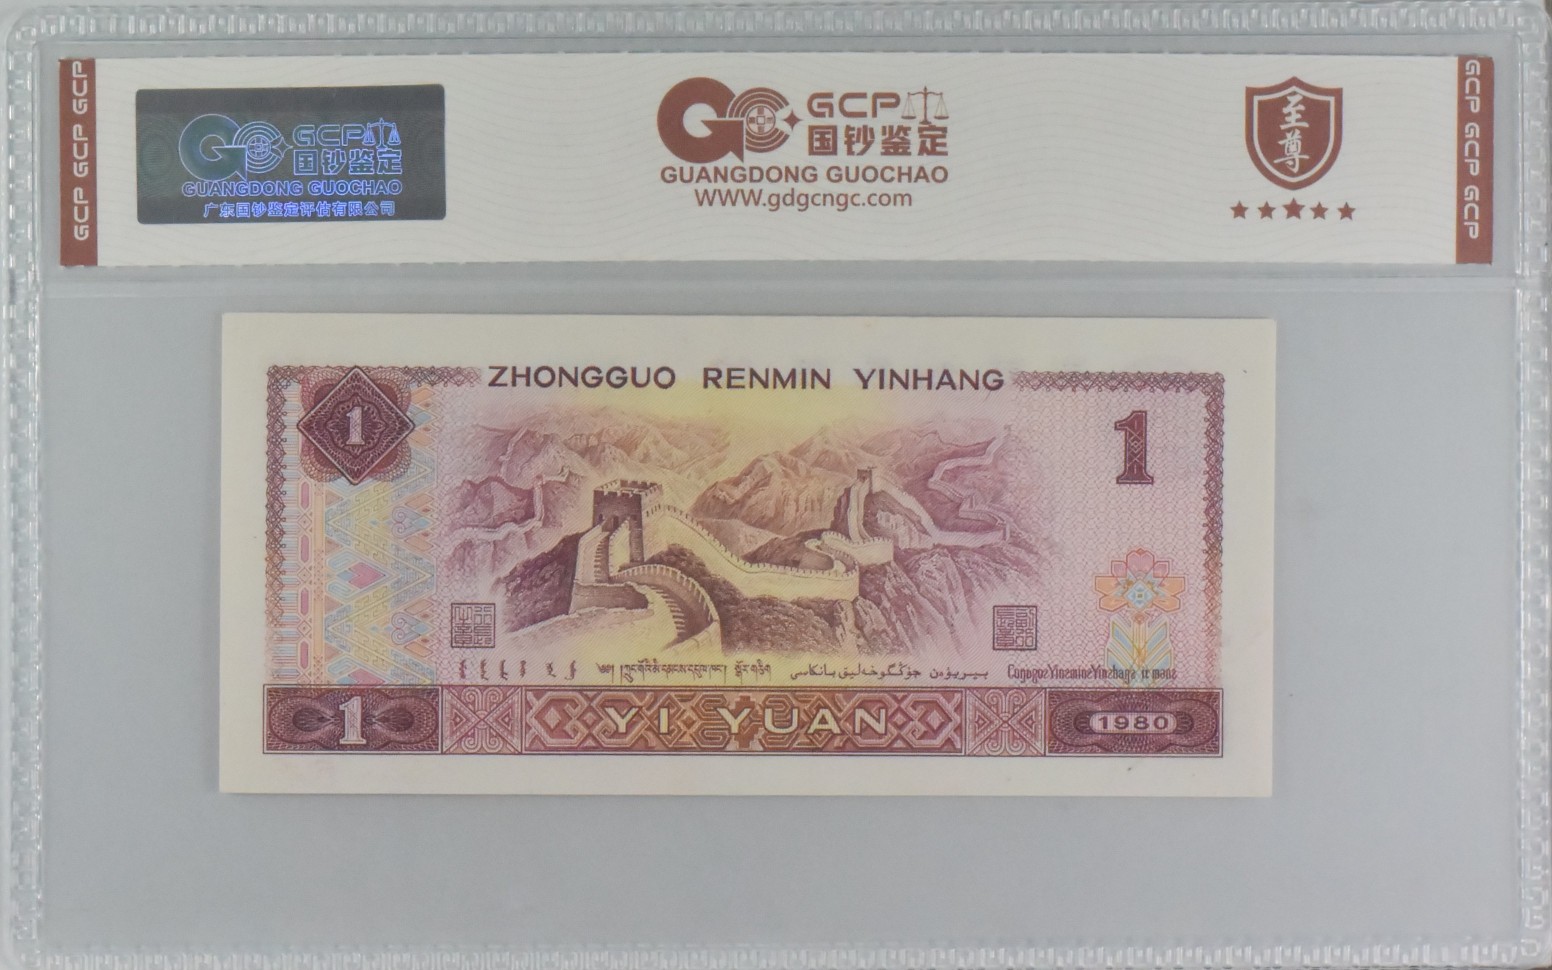 GCP GCP GCP
GCP
国钞鉴定
GUANGDONG GUOCHAO
广东国钞鉴定评估有限公司
GCP
国钞鉴定
GUANGDONG GUOCHAO
WWW.gdgcngc.com
至尊
GCP GCP GCP
ZHONGGUO RENMIN YINHANG
1
1
1
YI YUAN
1980